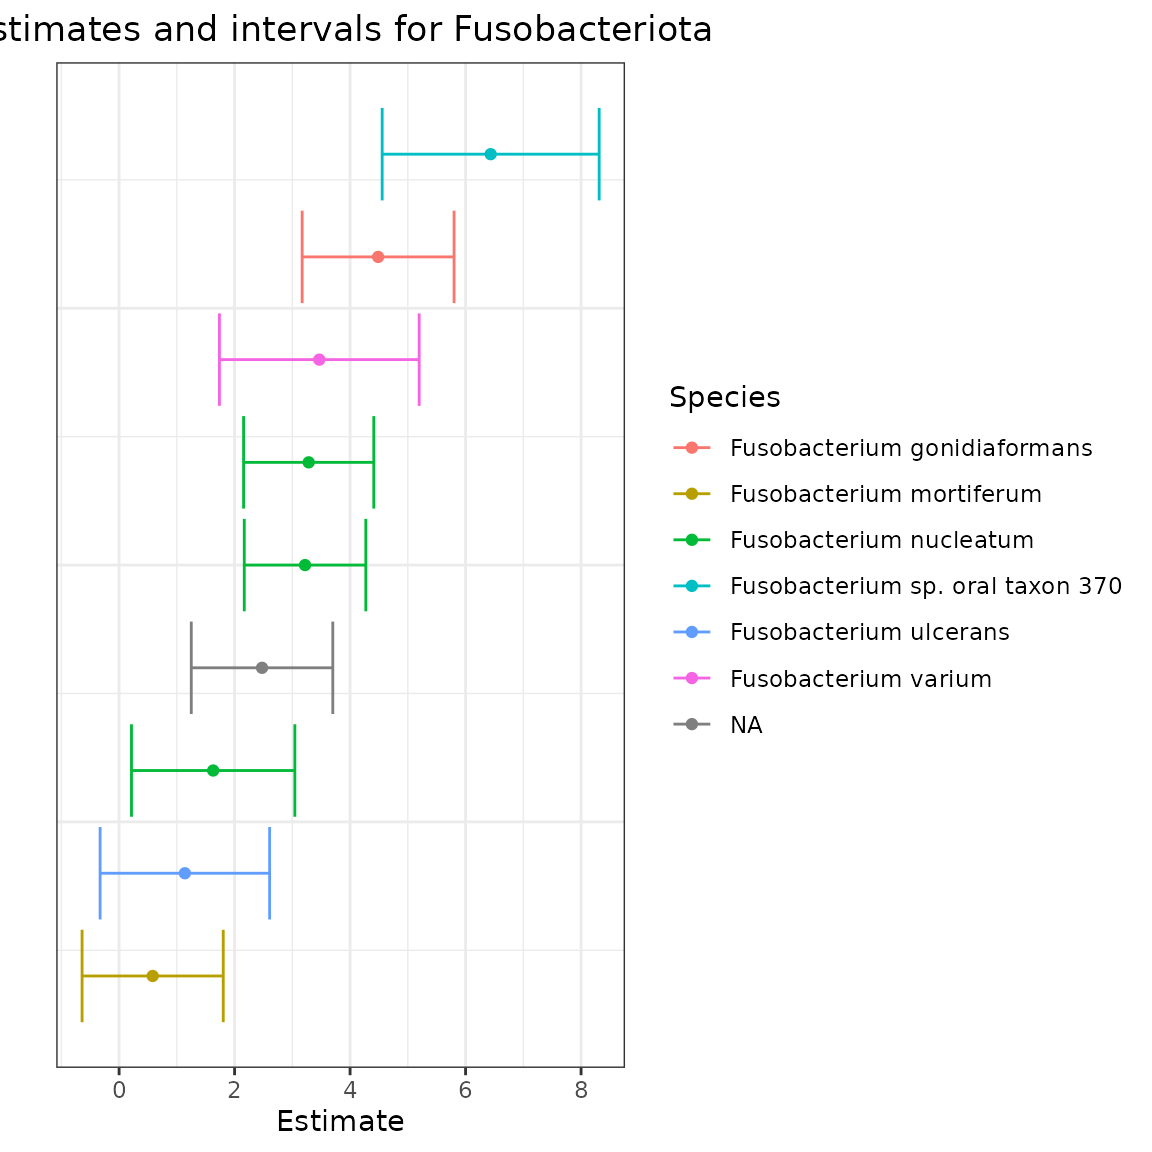 stimates and intervals for Fusobacteriota
Species
Fusobacterium gonidiaformans
Fusobacterium mortiferum
Fusobacterium nucleatum
Fusobacterium sp. oral taxon 370
Fusobacterium ulcerans
Fusobacterium varium
NA
0 2 4 6 8
Estimate